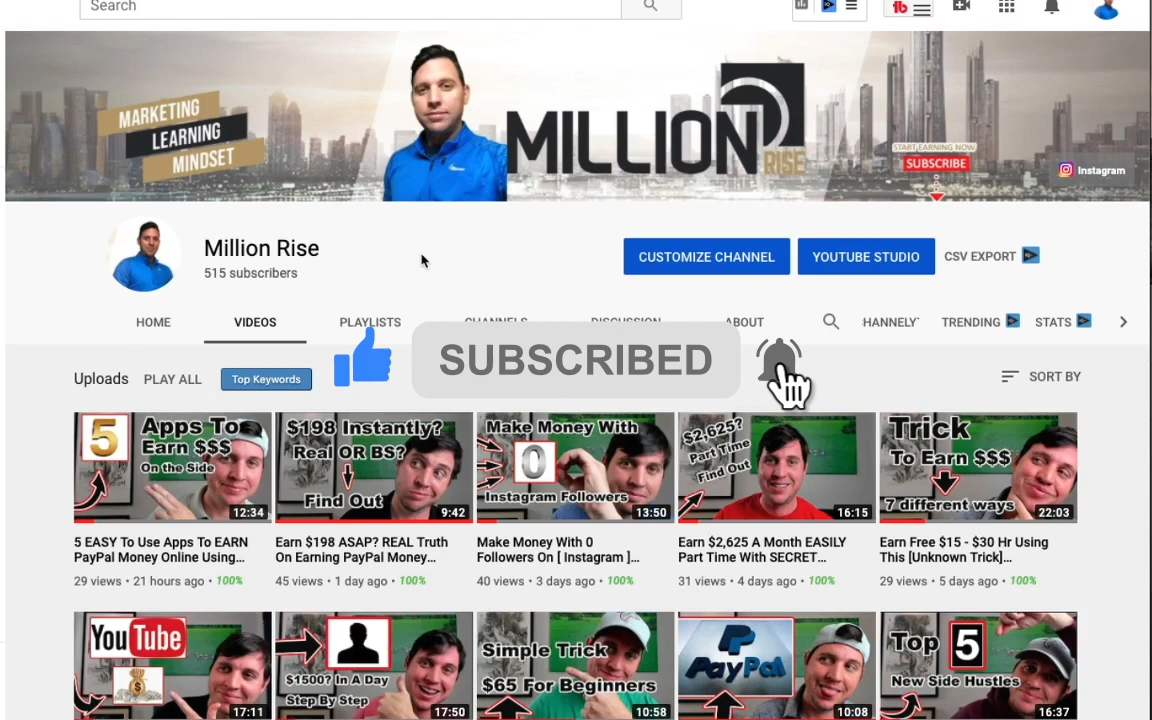 Search
MARKETING
LEARNING
MINDSET
MILLION
RISE
START EARNING NOW
SUBSCRIBE
Instagram
Million Rise
515 subscribers
CUSTOMIZE CHANNEL
YOUTUBE STUDIO
CSV EXPORT
HOME
VIDEOS
PLAYLISTS
CHANNELS
DISCUSSION
ABOUT
HANNELY
TRENDING
STATS
SUBSCRIBED
Uploads
PLAY ALL
Top Keywords
SORT BY
5
Apps To
Earn $$$
On the Side
12:34
$198 Instantly?
Real OR BS?
Find Out
9:42
Make Money With
0
Instagram Followers
13:50
$2,625?
Part Time
Find Out
16:15
Trick
To Earn $$$
7 different ways
22:03
5 EASY To Use Apps To EARN
PayPal Money Online Using...
29 views • 21 hours ago • 100%
Earn $198 ASAP? REAL Truth
On Earning PayPal Money...
45 views • 1 day ago • 100%
Make Money With 0
Followers On [ Instagram ]...
40 views • 3 days ago • 100%
Earn $2,625 A Month EASILY
Part Time With SECRET...
31 views • 4 days ago • 100%
Earn Free $15 - $30 Hr Using
This [Unknown Trick]...
29 views • 5 days ago • 100%
YouTube
17:11
$1500? In A Day
Step By Step
17:50
Simple Trick
$65 For Beginners
10:58
PayPal
10:08
Top 5
New Side Hustles
16:37